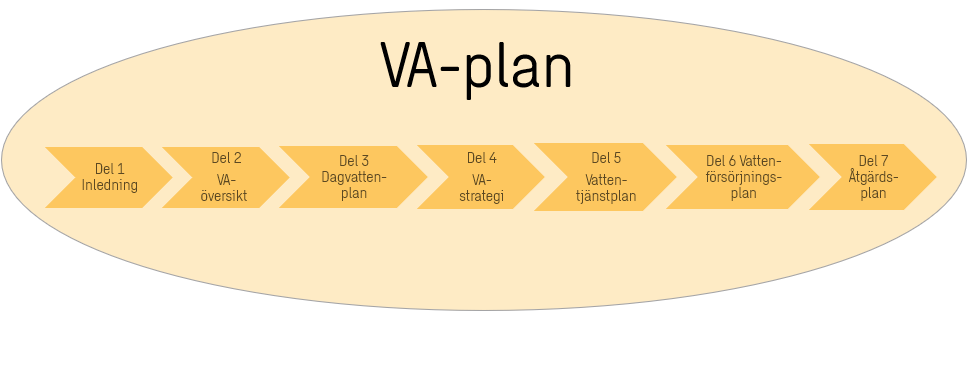 VA-plan
Del 1
Inledning
Del 2
VA-
översikt
Del 3
Dagvatten-
plan
Del 4
VA-
strategi
Del 5
Vatten-
tjänstplan
Del 6 Vatten-
försörjnings-
plan
Del 7
Åtgärds-
plan